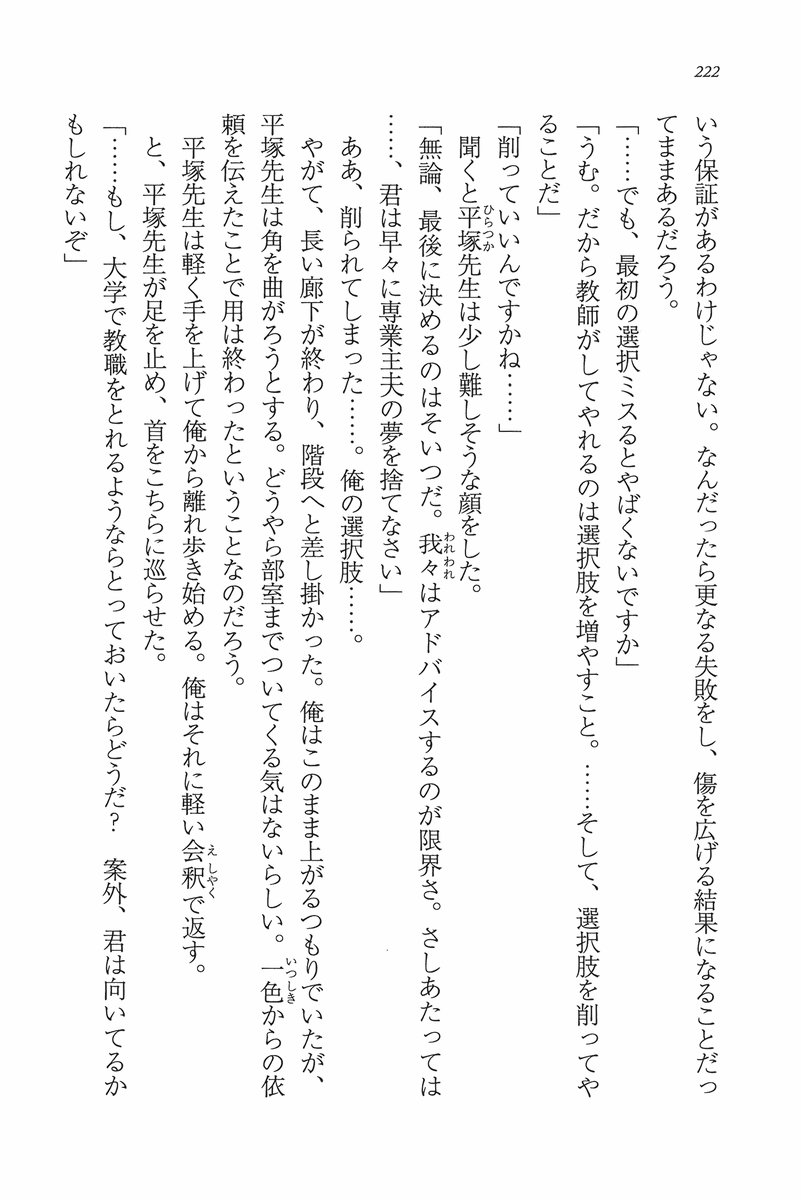 222
いう保証があるわけじゃない。なんだったら更なる失敗をし、傷を広げる結果になることだっ
てままあるだろう。
「……でも、最初の選択ミスるとやばくないですか」
「うむ。だから教師がしてやれるのは選択肢を増やすこと。……そして、選択肢を削ってや
ることだ」
「削っていいんですかね……」
聞くと平塚先生は少し難しそうな顔をした。
ひらつか
「無論、最後に決めるのはそいつだ。我々はアドバイスするのが限界さ。さしあたっては
われわれ
……、君は早々に専業主夫の夢を捨てなさい」
ああ、削られてしまった……。俺の選択肢……。
やがて、長い廊下が終わり、階段へと差し掛かった。俺はこのまま上がるつもりでいたが、
平塚先生は角を曲がろうとする。どうやら部室までついてくる気はないらしい。一色からの依
いつしき
頼を伝えたことで用は終わったということなのだろう。
平塚先生は軽く手を上げて俺から離れ歩き始める。俺はそれに軽い会釈で返す。
えしやく
と、平塚先生が足を止め、首をこちらに巡らせた。
「……もし、大学で教職をとれるようならとっておいたらどうだ？　案外、君は向いてるか
もしれないぞ」